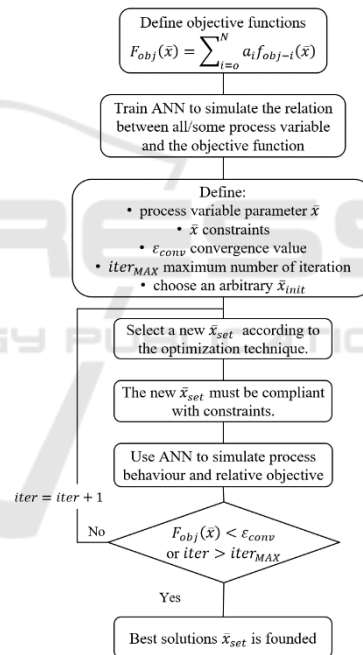 Define objective functions
F_obj(x̄) = ∑_{i=o}^{N} a_i f_{obj−i}(x̄)
Train ANN to simulate the relation
between all/some process variable
and the objective function
Define:
• process variable parameter x̄
• x̄ constraints
• ε_conv convergence value
• iter_MAX maximum number of iteration
• choose an arbitrary x̄_init
Select a new x̄_set according to
the optimization technique.
The new x̄_set must be compliant
with constraints.
Use ANN to simulate process
behaviour and relative objective
iter = iter + 1
F_obj(x̄) < ε_conv
or iter > iter_MAX
No
Yes
Best solutions x̄_set is founded